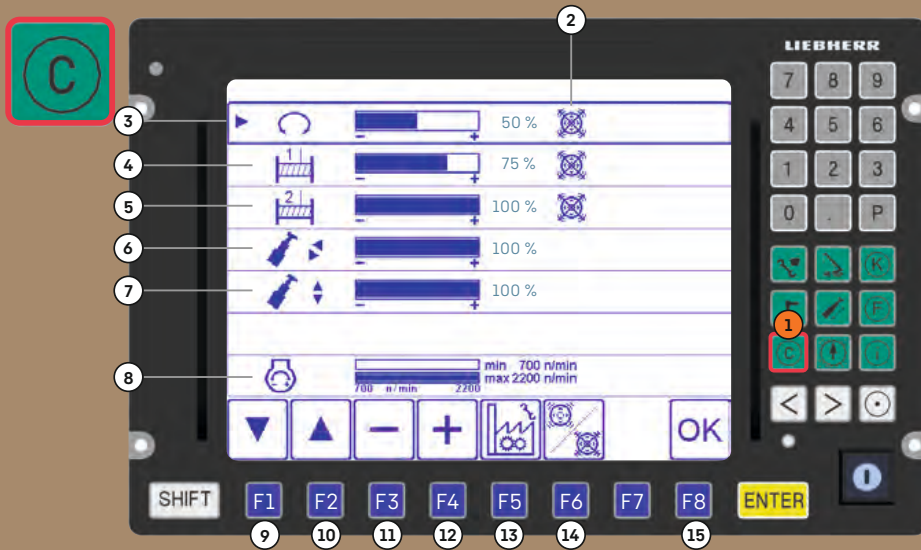 C
2
LIEBHERR
7 8 9
3 50 %
4 5 6
4 1 75 %
1 2 3
5 2 100 %
0 . P
6 100 %
K
7 100 %
F
1
C
8 min 700 n/min
max 2200 n/min
700 n/min 2200
< >
− + OK
SHIFT F1 F2 F3 F4 F5 F6 F7 F8 ENTER
9 10 11 12 13 14 15